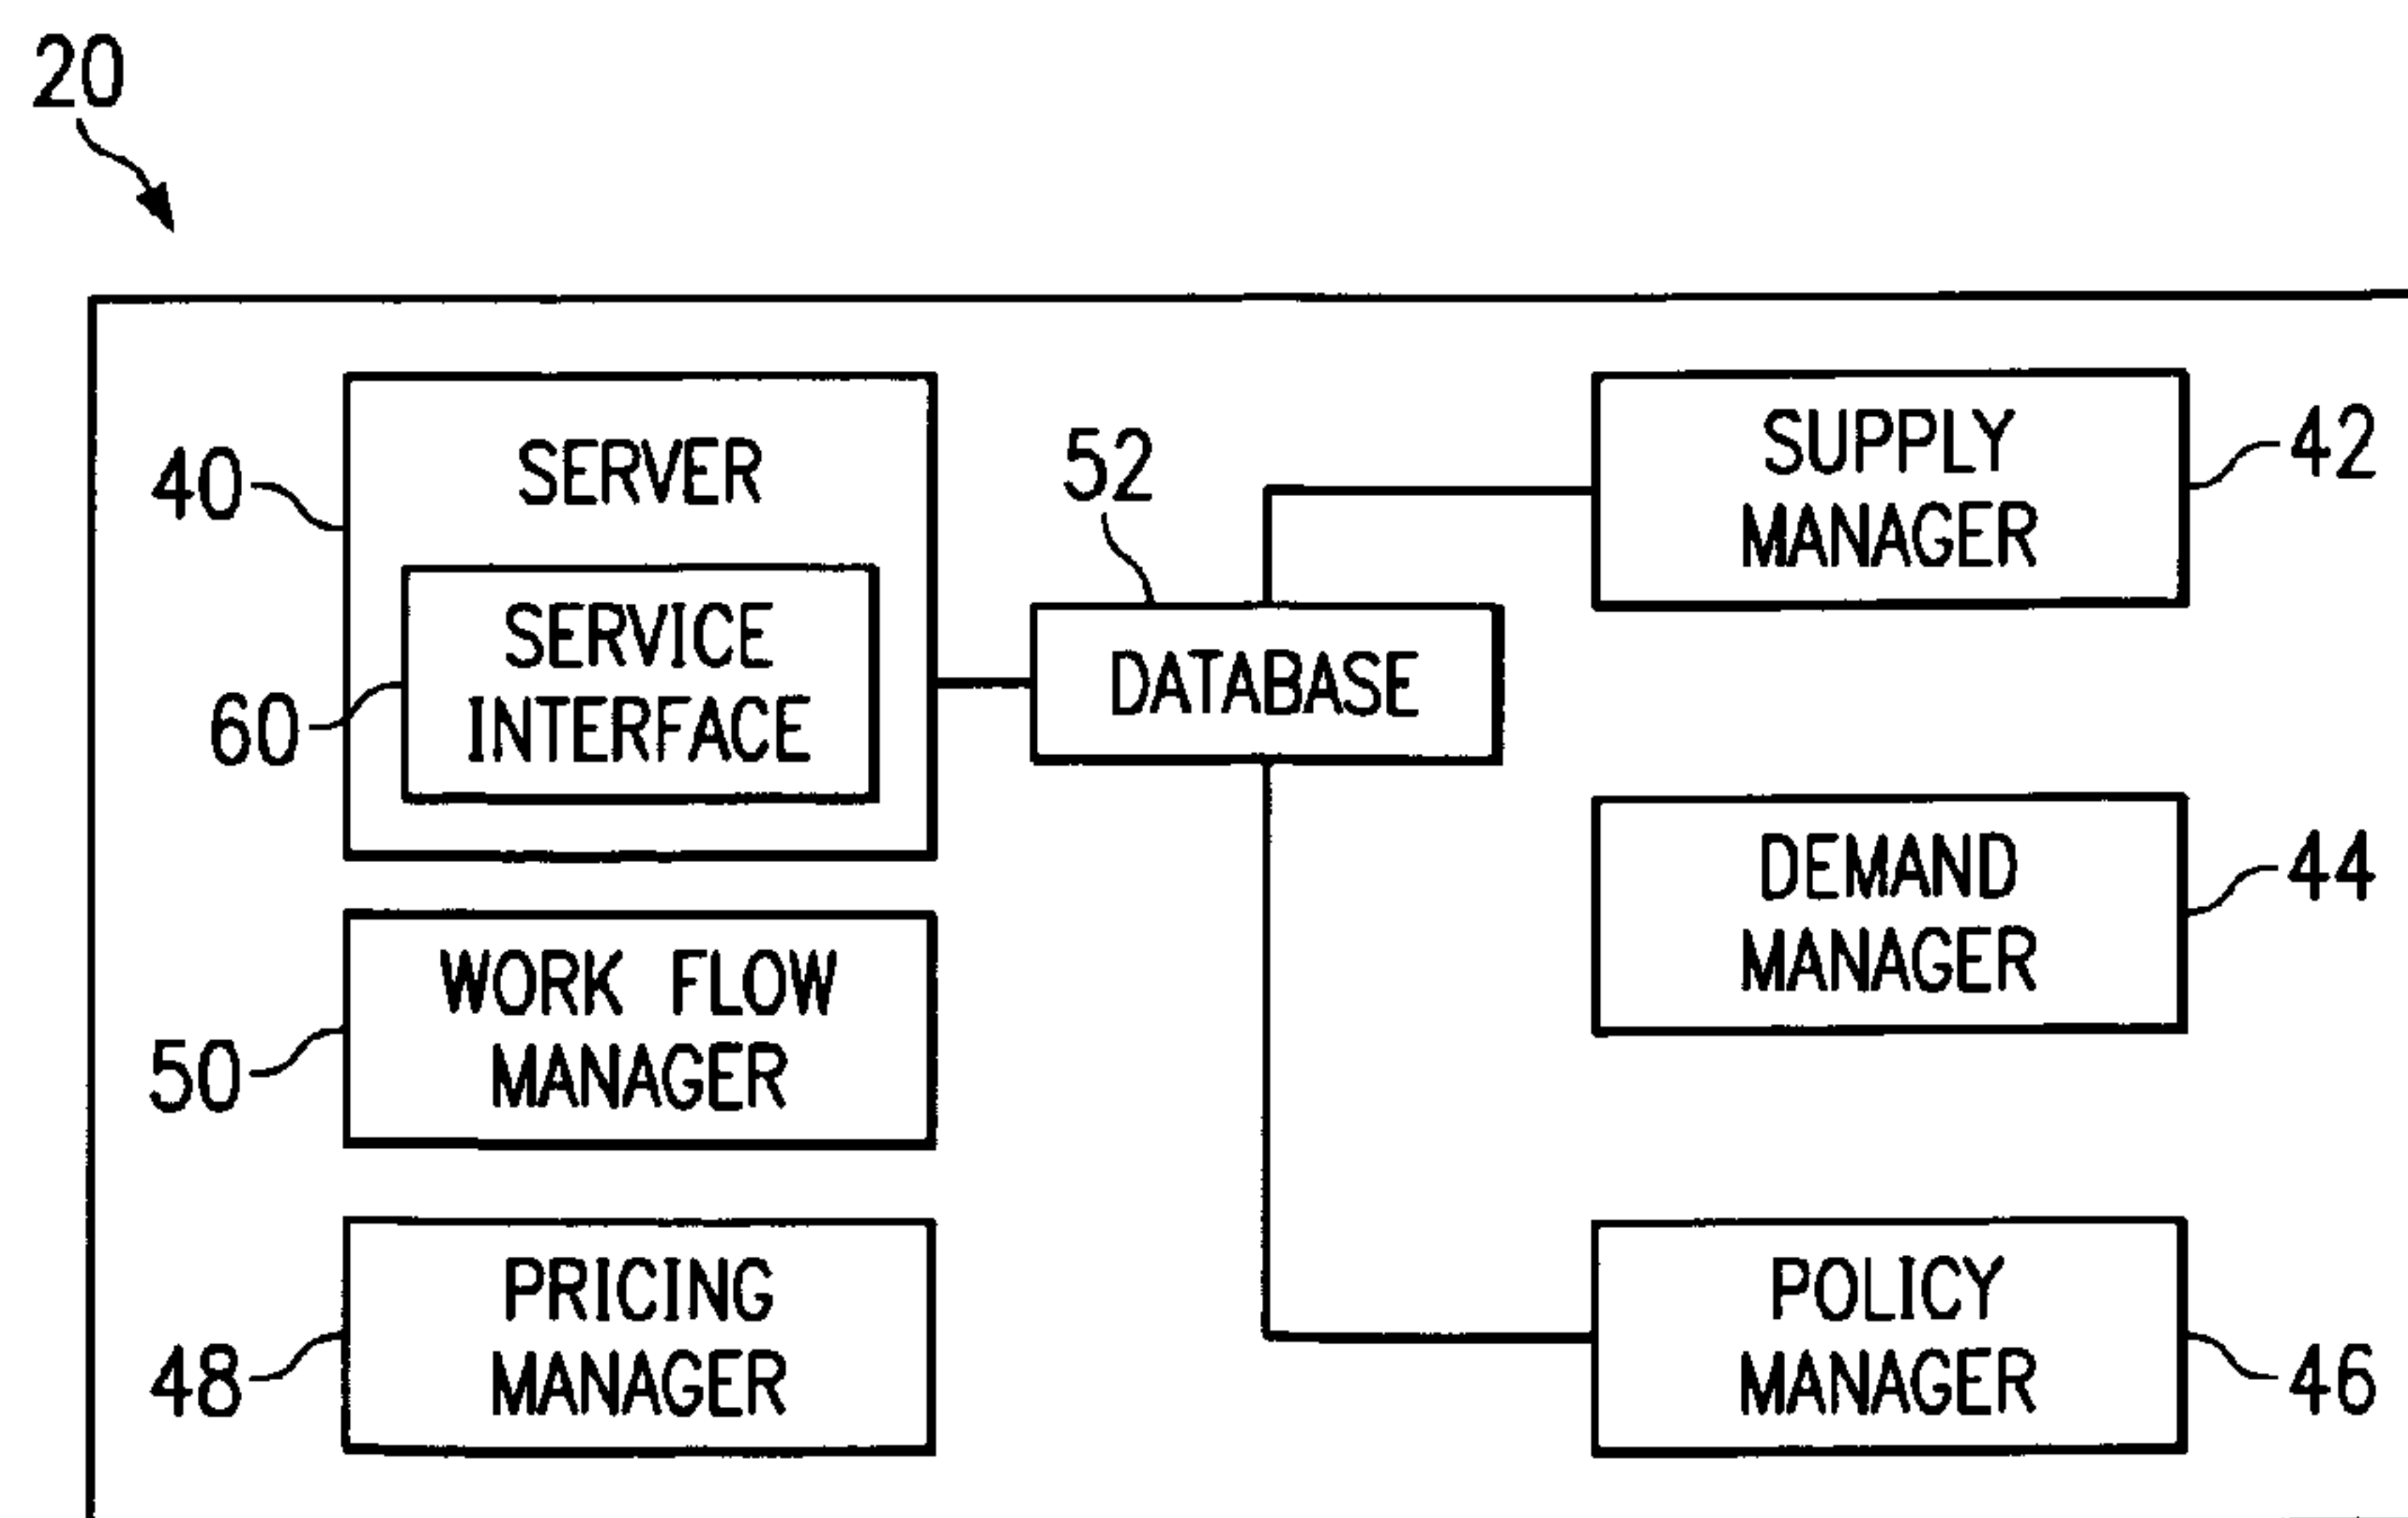 20
40
SERVER
60
SERVICE
INTERFACE
52
DATABASE
SUPPLY
MANAGER
42
DEMAND
MANAGER
44
50
WORK FLOW
MANAGER
48
PRICING
MANAGER
POLICY
MANAGER
46